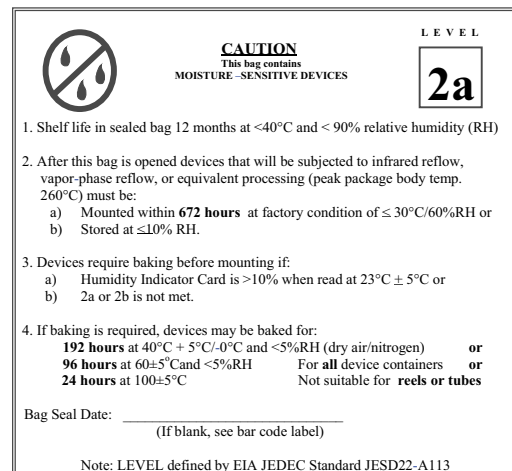 LEVEL
CAUTION
This bag contains
MOISTURE –SENSITIVE DEVICES
2a
1. Shelf life in sealed bag 12 months at <40°C and < 90% relative humidity (RH)
2. After this bag is opened devices that will be subjected to infrared reflow,
vapor-phase reflow, or equivalent processing (peak package body temp.
260°C) must be:
a) Mounted within 672 hours at factory condition of ≤ 30°C/60%RH or
b) Stored at ≤10% RH.
3. Devices require baking before mounting if:
a) Humidity Indicator Card is >10% when read at 23°C ± 5°C or
b) 2a or 2b is not met.
4. If baking is required, devices may be baked for:
192 hours at 40°C + 5°C/-0°C and <5%RH (dry air/nitrogen) or
96 hours at 60±5°Cand <5%RH For all device containers or
24 hours at 100±5°C Not suitable for reels or tubes
Bag Seal Date: ______________________________
(If blank, see bar code label)
Note: LEVEL defined by EIA JEDEC Standard JESD22-A113